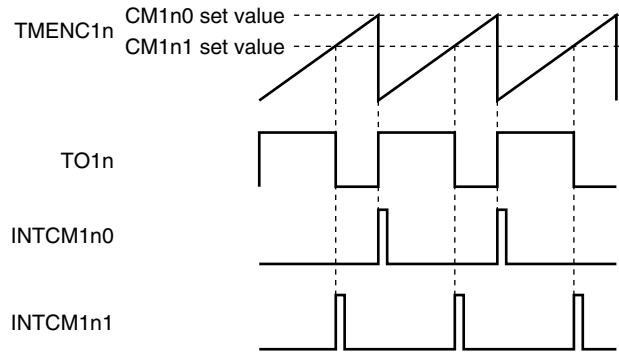 CM1n0 set value
TMENC1n
CM1n1 set value
TO1n
INTCM1n0
INTCM1n1